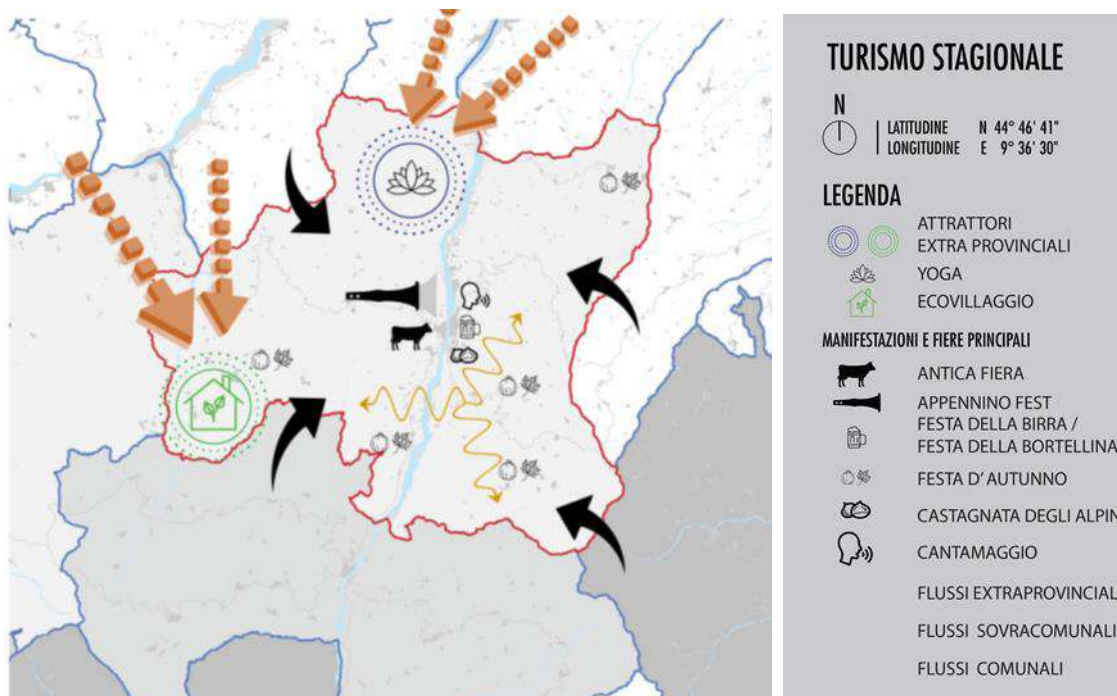 TURISMO STAGIONALE
N
LATITUDINE N 44° 46' 41"
LONGITUDINE E 9° 36' 30"
LEGENDA
ATTRATTORI
EXTRA PROVINCIALI
YOGA
ECOVILLAGGIO
MANIFESTAZIONI E FIERE PRINCIPALI
ANTICA FIERA
APPENNINO FEST
FESTA DELLA BIRRA /
FESTA DELLA BORTELLINA
FESTA D' AUTUNNO
CASTAGNATA DEGLI ALPIN
CANTAMAGGIO
FLUSSI EXTRAPROVINCIAL
FLUSSI SOVRACOMUNALI
FLUSSI COMUNALI